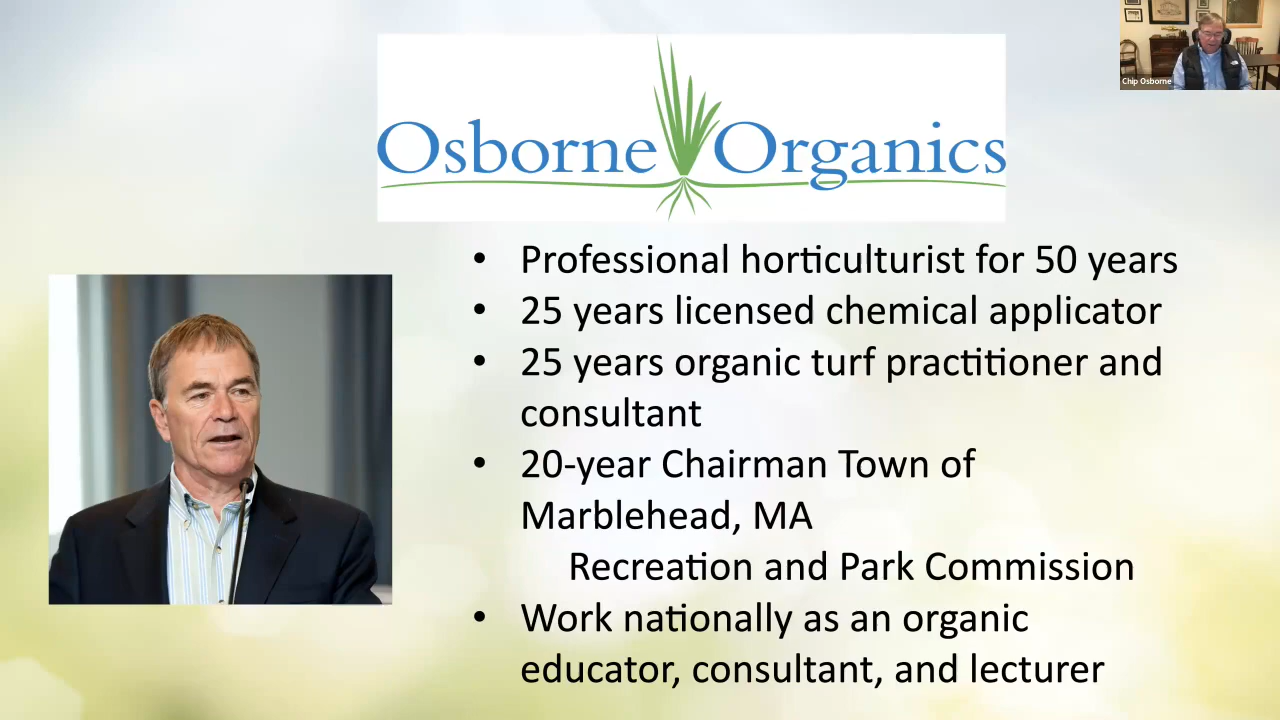 Chip Osborne
Osborne Organics
• Professional horticulturist for 50 years
• 25 years licensed chemical applicator
• 25 years organic turf practitioner and
consultant
• 20-year Chairman Town of
Marblehead, MA
Recreation and Park Commission
• Work nationally as an organic
educator, consultant, and lecturer